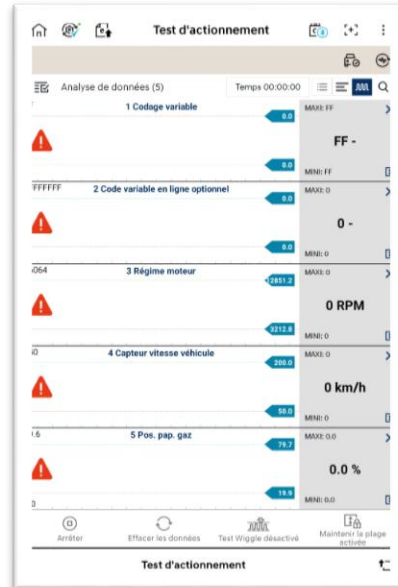 Test d'actionnement
Analyse de données (5)
Temps 00:00:00
1 Codage variable
MAXI: FF
0.0
FF -
0.0
MINI: FF
FFFFFF
2 Code variable en ligne optionnel
MAXI: 0
0.0
0 -
0.0
MINI: 0
3 Régime moteur
MAXI: 0
12851.2
0 RPM
3212.8
MINI: 0
4 Capteur vitesse véhicule
MAXI: 0
200.0
0 km/h
50.0
MINI: 0
5 Pos. pap. gaz
MAXI: 0.0
79.7
0.0 %
19.9
MINI: 0.0
Arrêter
Effacer les données
Test Wiggle désactivé
Maintenir la plage
activée
Test d'actionnement